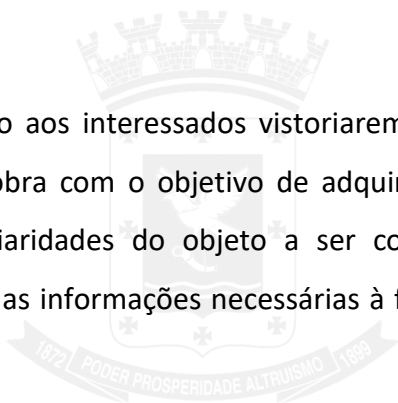 o aos interessados vistoriarem
obra com o objetivo de adqui
iaridades do objeto a ser co
as informações necessárias à f
1872 PODER PROSPERIDADE ALTRUISMO 1899